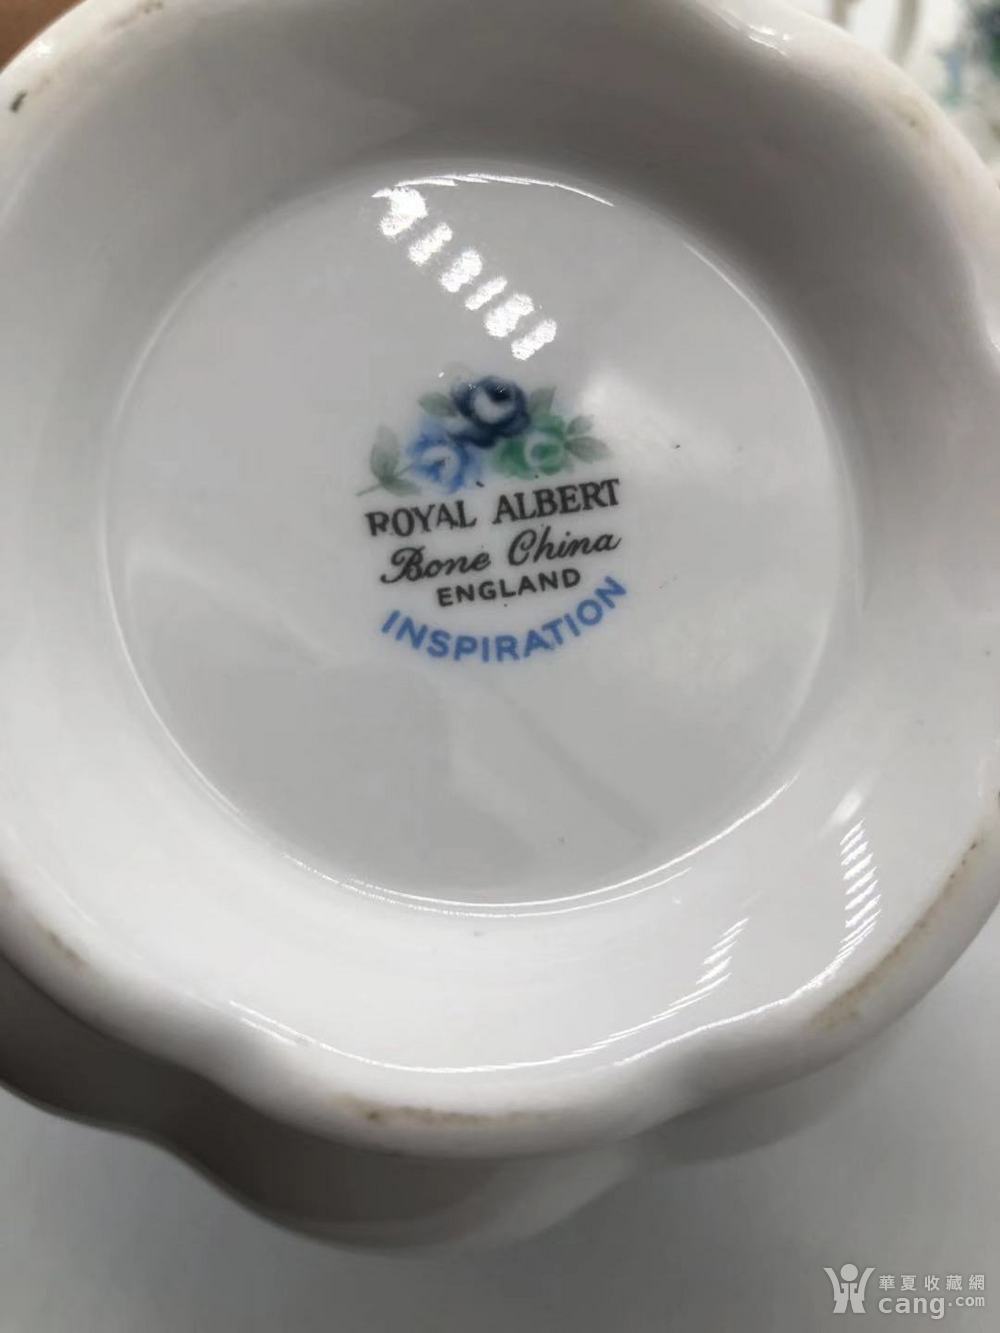 ROYAL ALBERT
Bone China
ENGLAND
INSPIRATION
華夏收藏網
cang.com